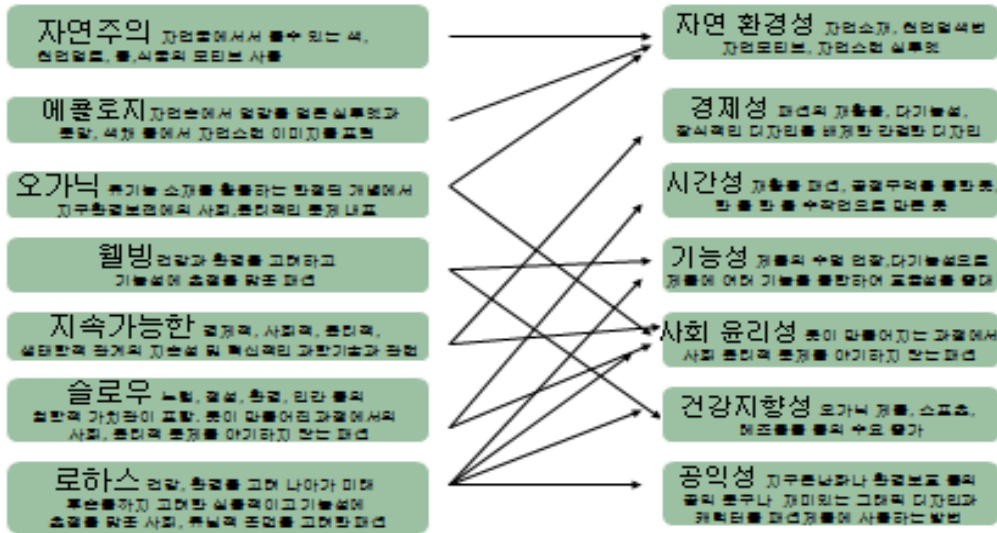 자연주의 자연물에서 볼수 있는 색,
천연염료, 동,식물의 모티브 사용
에콜로지 자연속에서 영감을 얻은 실루엣과
문양, 색채 등에서 자연스런 이미지를 표현
오가닉 유기농 소재를 활용하는 한정된 개념에서
지구환경보전에의 사회,윤리적인 문제 내포
웰빙 건강과 환경을 고려하고
기능성에 초점을 맞춘 패션
지속가능한 경제적, 사회적, 윤리적,
생태학적 관계의 지속성 및 혁신적인 과학기술과 관련
슬로우 느림, 정성, 환경, 인간 등의
철학적 가치관이 포함, 옷이 만들어진 과정에서의
사회, 윤리적 문제를 야기하지 않는 패션
로하스 건강, 환경을 고려 나아가 미래
후손들까지 고려한 실용적이고 기능성에
초점을 맞춘 사회, 윤리적 측면을 고려한 패션
자연 환경성 자연소재, 천연염색법
자연모티브, 자연스런 실루엣
경제성 패션의 재활용, 다기능성,
장식적인 디자인을 배제한 간결한 디자인
시간성 재활용 패션, 공정무역을 통한 옷,
한 올 한 올 수작업으로 만든 옷
기능성 제품의 수명 연장,다기능성으로
제품에 여러 기능을 통합하여 효율성을 증대
사회 윤리성 옷이 만들어지는 과정에서
사회 윤리적 문제를 야기하지 않는 패션
건강지향성 오가닉 제품, 스포츠,
레져용품 등의 수요 증가
공익성 지구온난화나 환경보호 등의
공익 문구나 재미있는 그래픽 디자인과
캐릭터를 패션제품에 사용하는 방법